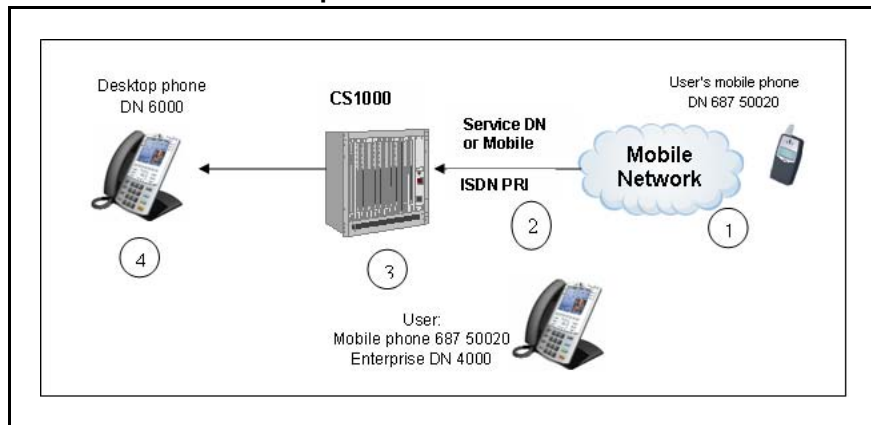 Desktop phone
DN 6000
CS1000
User's mobile phone
DN 687 50020
Service DN
or Mobile
ISDN PRI
Mobile
Network
1
2
3
4
User:
Mobile phone 687 50020
Enterprise DN 4000